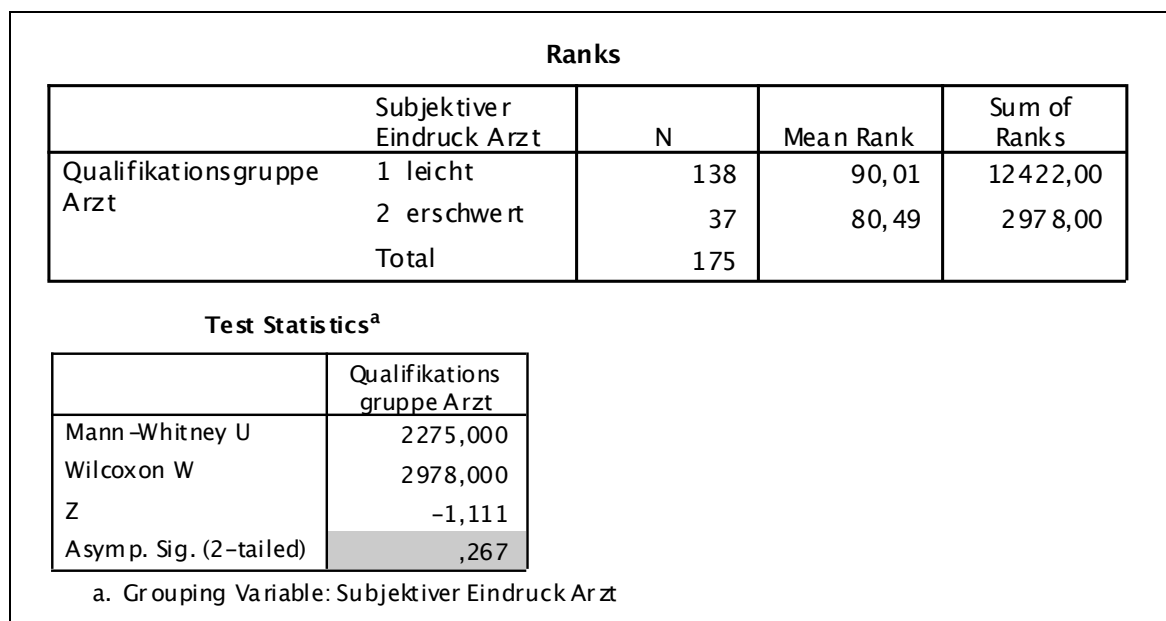 Ranks
Subjektiver Eindruck Arzt N Mean Rank Sum of Ranks
Qualifikationsgruppe Arzt 1 leicht 138 90,01 12422,00
2 erschwert 37 80,49 2978,00
Total 175
Test Statisticsa
Qualifikations gruppe Arzt
Mann-Whitney U 2275,000
Wilcoxon W 2978,000
Z -1,111
Asymp. Sig. (2-tailed) ,267
a. Grouping Variable: Subjektiver Eindruck Arzt